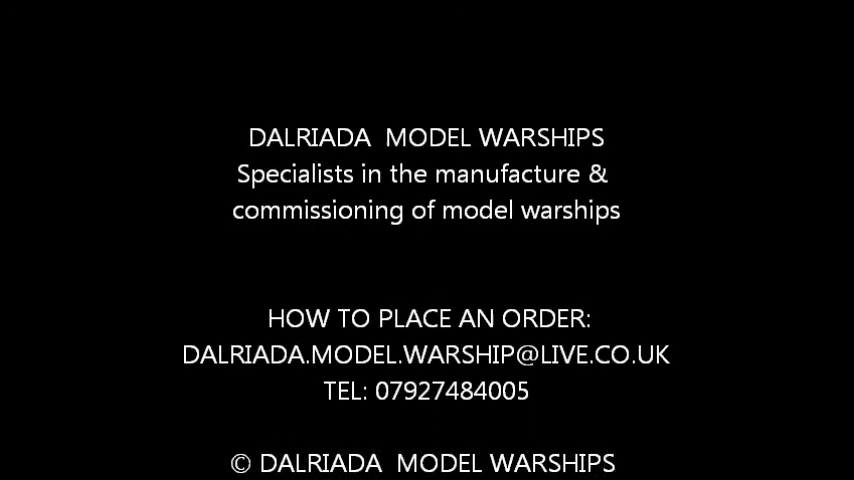 DALRIADA  MODEL WARSHIPS
Specialists in the manufacture &
commissioning of model warships
HOW TO PLACE AN ORDER:
DALRIADA.MODEL.WARSHIP@LIVE.CO.UK
TEL: 07927484005
© DALRIADA  MODEL WARSHIPS